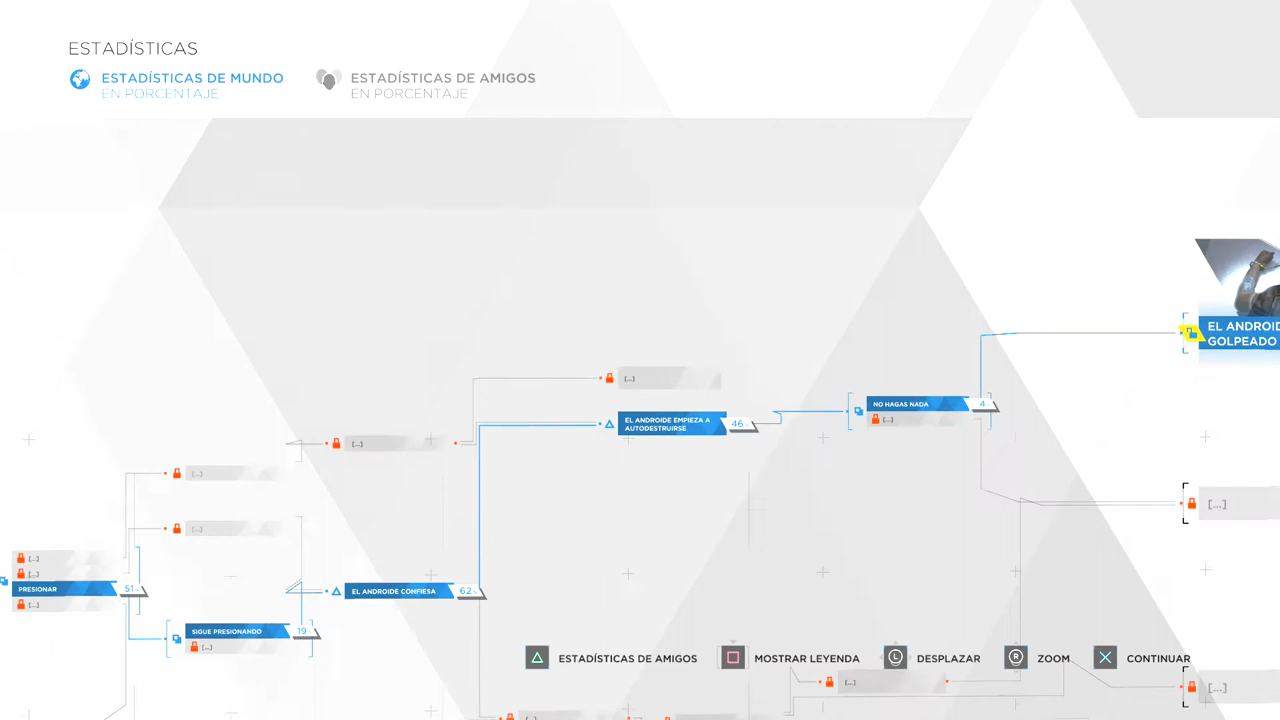 ESTADÍSTICAS
ESTADÍSTICAS DE MUNDO
EN PORCENTAJE
ESTADÍSTICAS DE AMIGOS
EN PORCENTAJE
EL ANDROID
GOLPEADO
[...]
EL ANDROIDE EMPIEZA A
AUTODESTRUIRSE
46
NO HAGAS NADA
4
[...]
[...]
[...]
[...]
[...]
[...]
[...]
PRESIONAR
51
[...]
EL ANDROIDE CONFIESA
62
SIGUE PRESIONANDO
19
[...]
ESTADÍSTICAS DE AMIGOS
MOSTRAR LEYENDA
L
DESPLAZAR
R
ZOOM
CONTINUAR
[...]
[...]